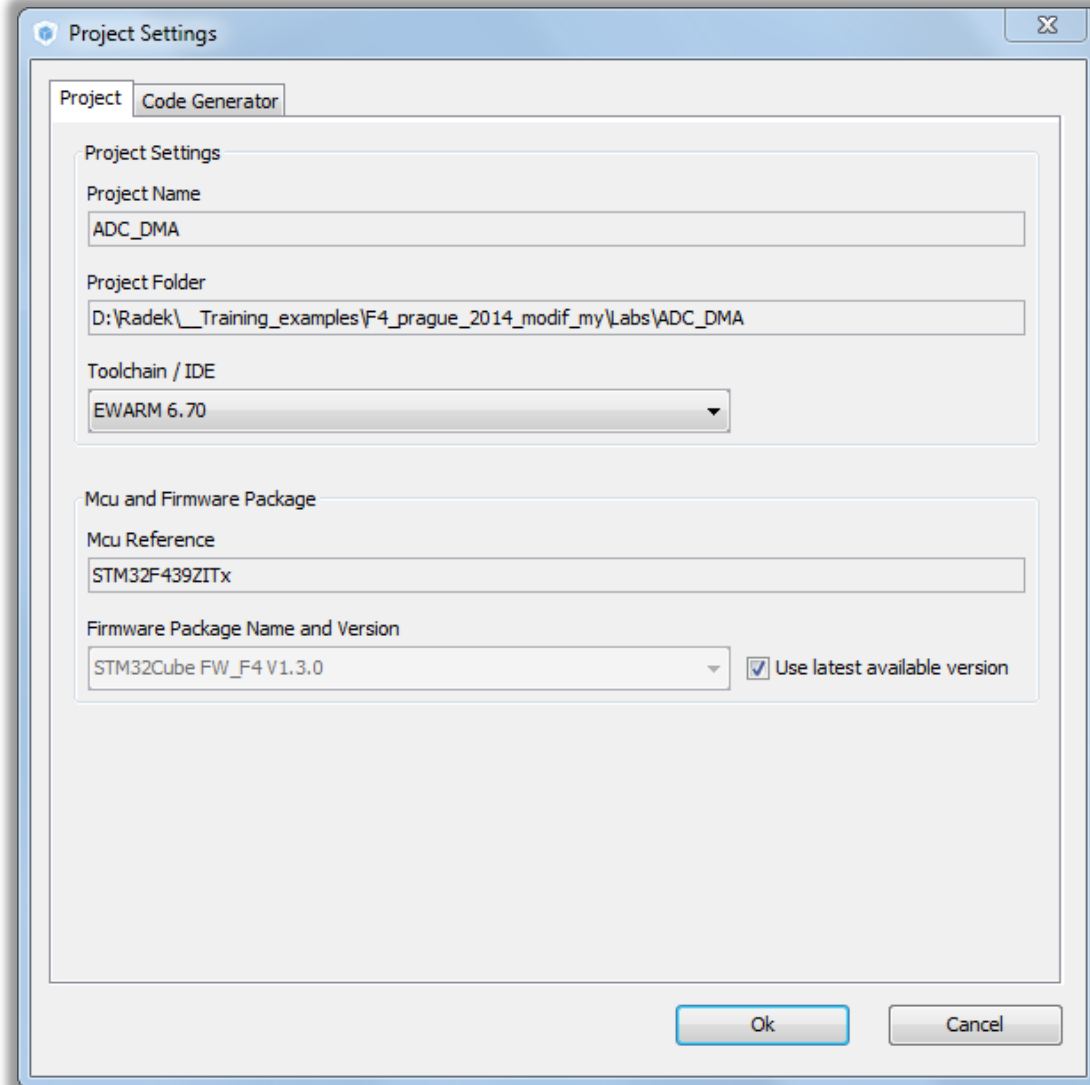 Project Settings
Project
Code Generator
Project Settings
Project Name
ADC_DMA
Project Folder
D:\Radek\__Training_examples\F4_prague_2014_modif_my\Labs\ADC_DMA
Toolchain / IDE
EWARM 6.70
Mcu and Firmware Package
Mcu Reference
STM32F439ZITx
Firmware Package Name and Version
STM32Cube FW_F4 V1.3.0
Use latest available version
Ok
Cancel